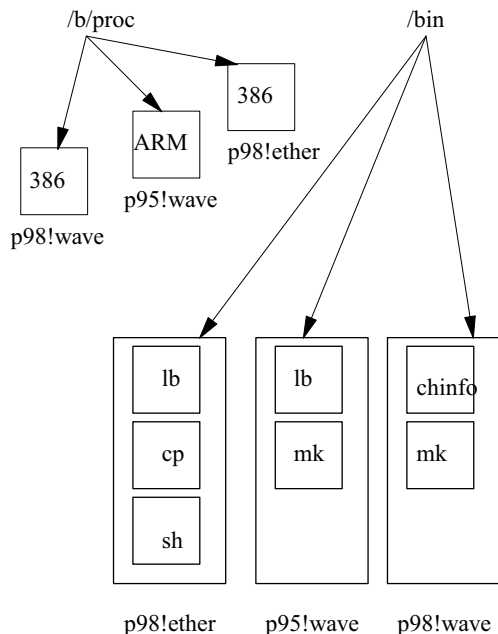 /b/proc
/bin
386
ARM
p98!ether
386
p95!wave
p98!wave
lb
lb
chinfo
cp
mk
mk
sh
p98!ether
p95!wave
p98!wave